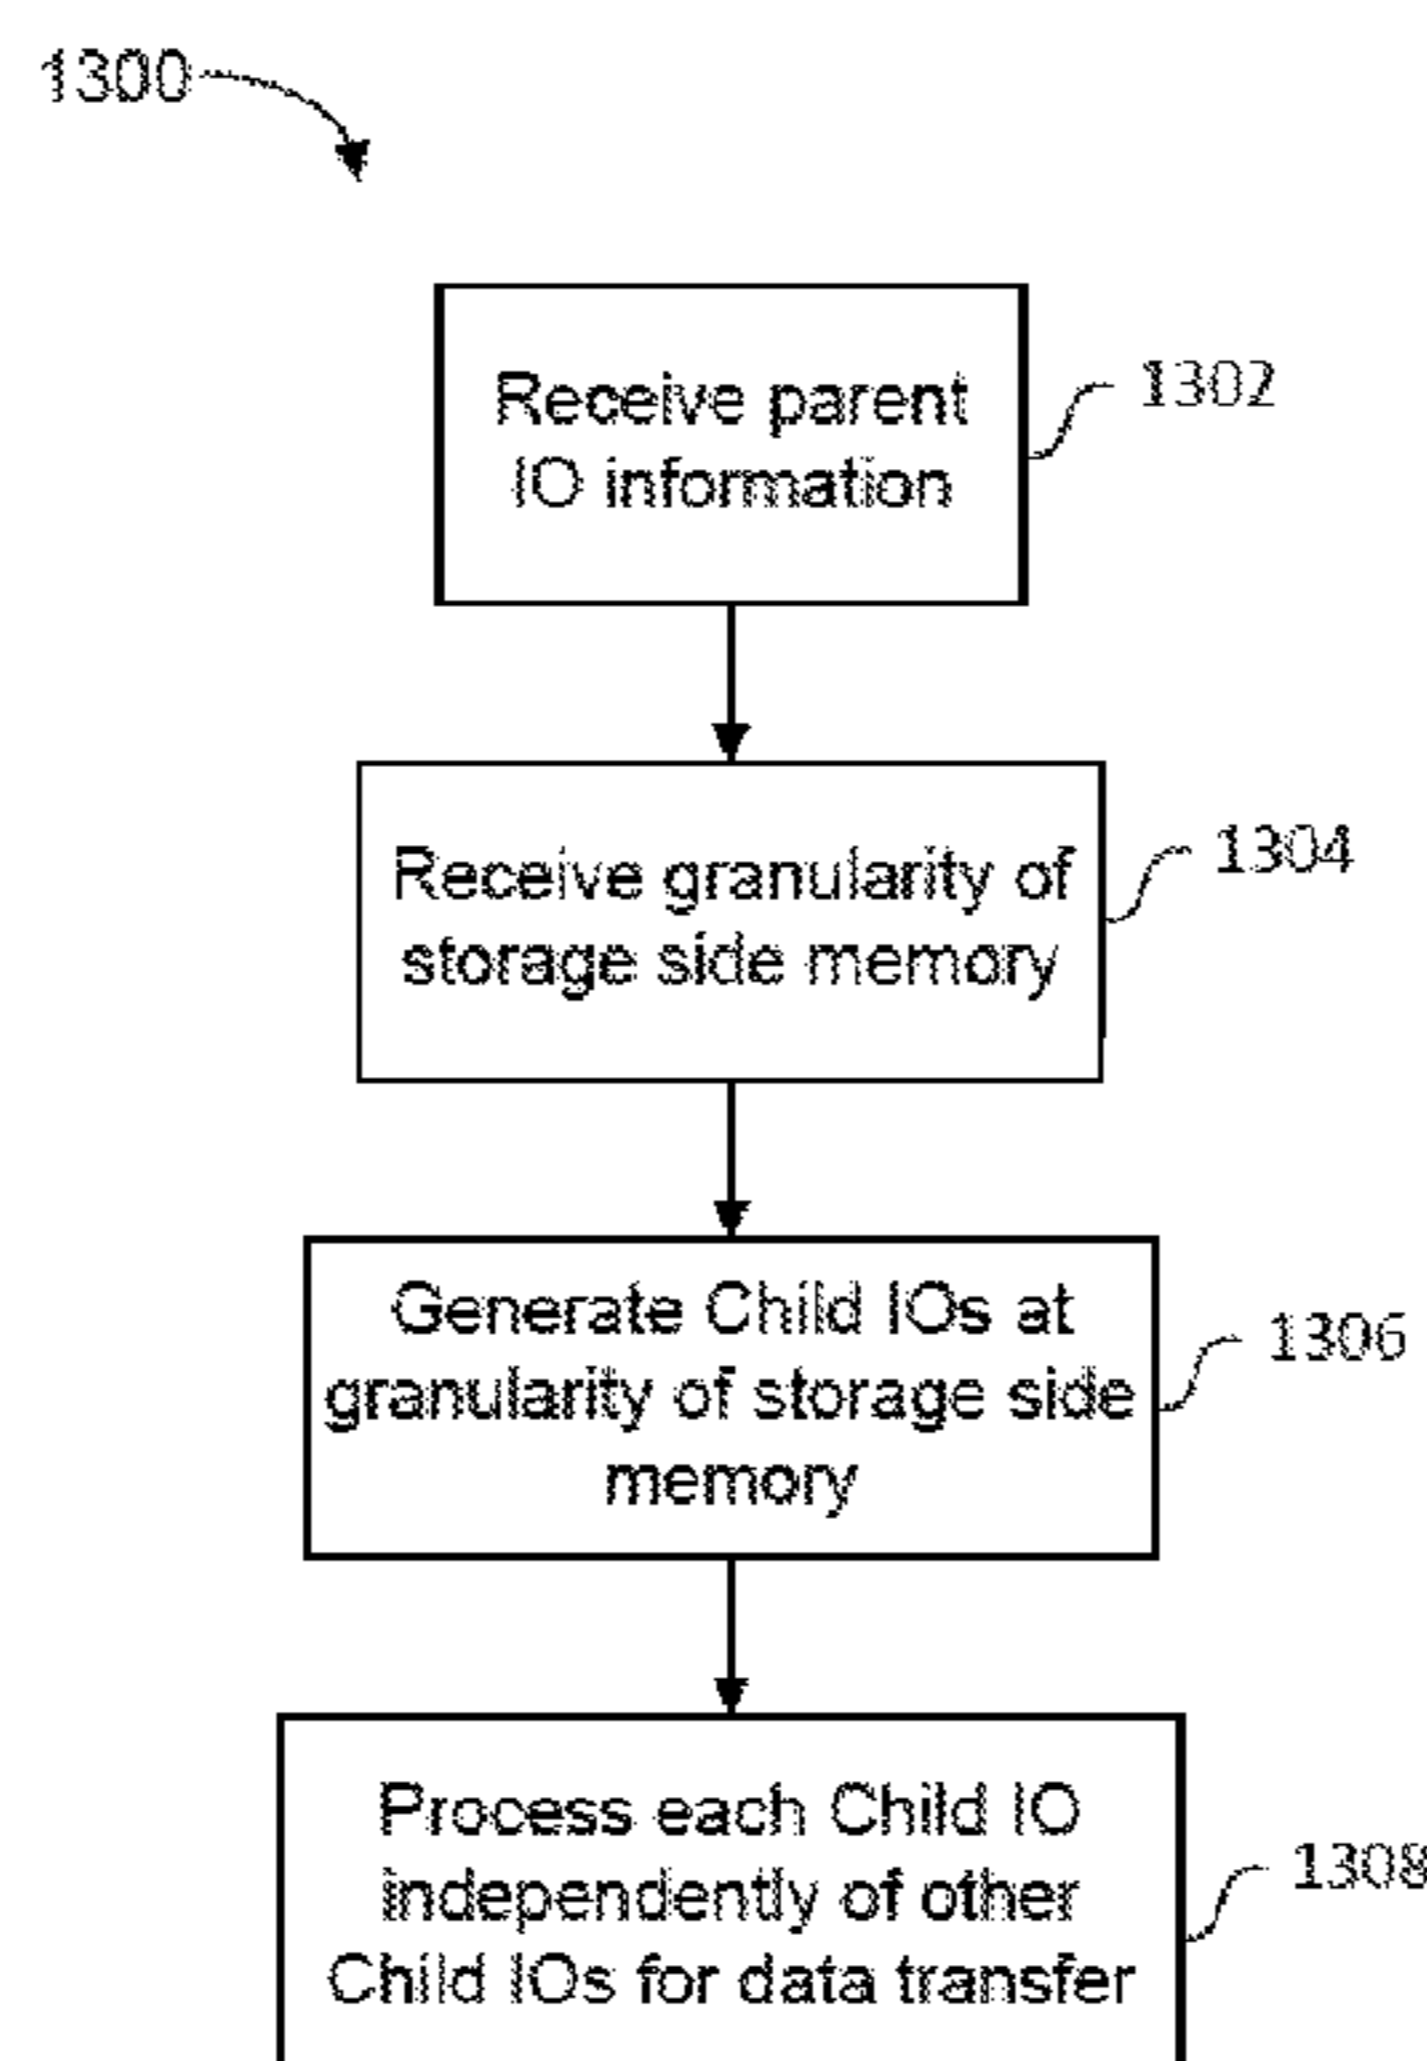 1300
Receive parent
IO information
1302
Receive granularity of
storage side memory
1304
Generate Child IOs at
granularity of storage side
memory
1306
Process each Child IO
independently of other
Child IOs for data transfer
1308